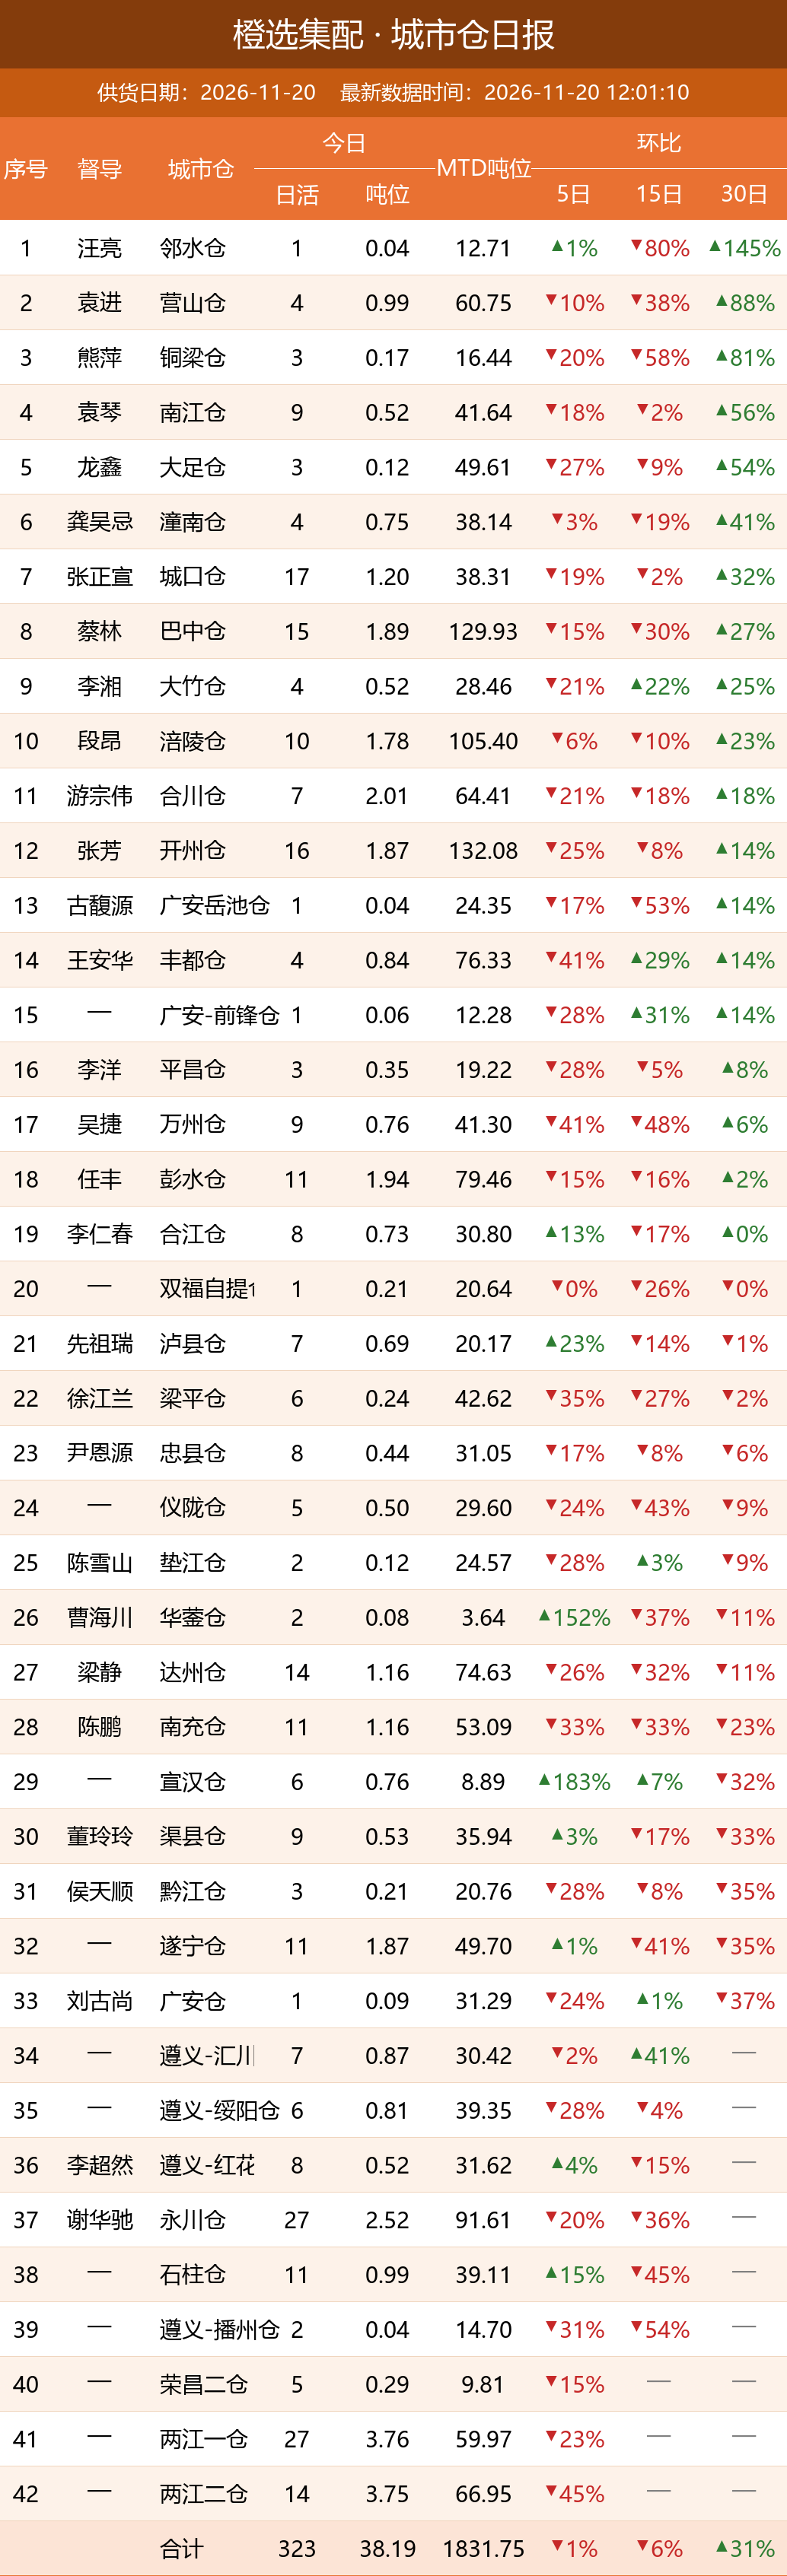 橙选集配 · 城市仓日报
供货日期：2026-11-20 最新数据时间：2026-11-20 12:01:10
序号 督导 城市仓 今日 MTD吨位 环比
日活 吨位 5日 15日 30日
1 汪亮 邻水仓 1 0.04 12.71 ▲1% ▼80% ▲145%
2 袁进 营山仓 4 0.99 60.75 ▼10% ▼38% ▲88%
3 熊萍 铜梁仓 3 0.17 16.44 ▼20% ▼58% ▲81%
4 袁琴 南江仓 9 0.52 41.64 ▼18% ▼2% ▲56%
5 龙鑫 大足仓 3 0.12 49.61 ▼27% ▼9% ▲54%
6 龚吴忌 潼南仓 4 0.75 38.14 ▼3% ▼19% ▲41%
7 张正宣 城口仓 17 1.20 38.31 ▼19% ▼2% ▲32%
8 蔡林 巴中仓 15 1.89 129.93 ▼15% ▼30% ▲27%
9 李湘 大竹仓 4 0.52 28.46 ▼21% ▲22% ▲25%
10 段昂 涪陵仓 10 1.78 105.40 ▼6% ▼10% ▲23%
11 游宗伟 合川仓 7 2.01 64.41 ▼21% ▼18% ▲18%
12 张芳 开州仓 16 1.87 132.08 ▼25% ▼8% ▲14%
13 古馥源 广安岳池仓 1 0.04 24.35 ▼17% ▼53% ▲14%
14 王安华 丰都仓 4 0.84 76.33 ▼41% ▲29% ▲14%
15 — 广安-前锋仓 1 0.06 12.28 ▼28% ▲31% ▲14%
16 李洋 平昌仓 3 0.35 19.22 ▼28% ▼5% ▲8%
17 吴捷 万州仓 9 0.76 41.30 ▼41% ▼48% ▲6%
18 任丰 彭水仓 11 1.94 79.46 ▼15% ▼16% ▲2%
19 李仁春 合江仓 8 0.73 30.80 ▲13% ▼17% ▲0%
20 — 双福自提 1 0.21 20.64 ▼0% ▼26% ▼0%
21 先祖瑞 泸县仓 7 0.69 20.17 ▲23% ▼14% ▼1%
22 徐江兰 梁平仓 6 0.24 42.62 ▼35% ▼27% ▼2%
23 尹恩源 忠县仓 8 0.44 31.05 ▼17% ▼8% ▼6%
24 — 仪陇仓 5 0.50 29.60 ▼24% ▼43% ▼9%
25 陈雪山 垫江仓 2 0.12 24.57 ▼28% ▲3% ▼9%
26 曹海川 华蓥仓 2 0.08 3.64 ▲152% ▼37% ▼11%
27 梁静 达州仓 14 1.16 74.63 ▼26% ▼32% ▼11%
28 陈鹏 南充仓 11 1.16 53.09 ▼33% ▼33% ▼23%
29 — 宣汉仓 6 0.76 8.89 ▲183% ▲7% ▼32%
30 董玲玲 渠县仓 9 0.53 35.94 ▲3% ▼17% ▼33%
31 侯天顺 黔江仓 3 0.21 20.76 ▼28% ▼8% ▼35%
32 — 遂宁仓 11 1.87 49.70 ▲1% ▼41% ▼35%
33 刘古尚 广安仓 1 0.09 31.29 ▼24% ▲1% ▼37%
34 — 遵义-汇川 7 0.87 30.42 ▼2% ▲41% —
35 — 遵义-绥阳仓 6 0.81 39.35 ▼28% ▼4% —
36 李超然 遵义-红花 8 0.52 31.62 ▲4% ▼15% —
37 谢华驰 永川仓 27 2.52 91.61 ▼20% ▼36% —
38 — 石柱仓 11 0.99 39.11 ▲15% ▼45% —
39 — 遵义-播州仓 2 0.04 14.70 ▼31% ▼54% —
40 — 荣昌二仓 5 0.29 9.81 ▼15% — —
41 — 两江一仓 27 3.76 59.97 ▼23% — —
42 — 两江二仓 14 3.75 66.95 ▼45% — —
合计 323 38.19 1831.75 ▼1% ▼6% ▲31%